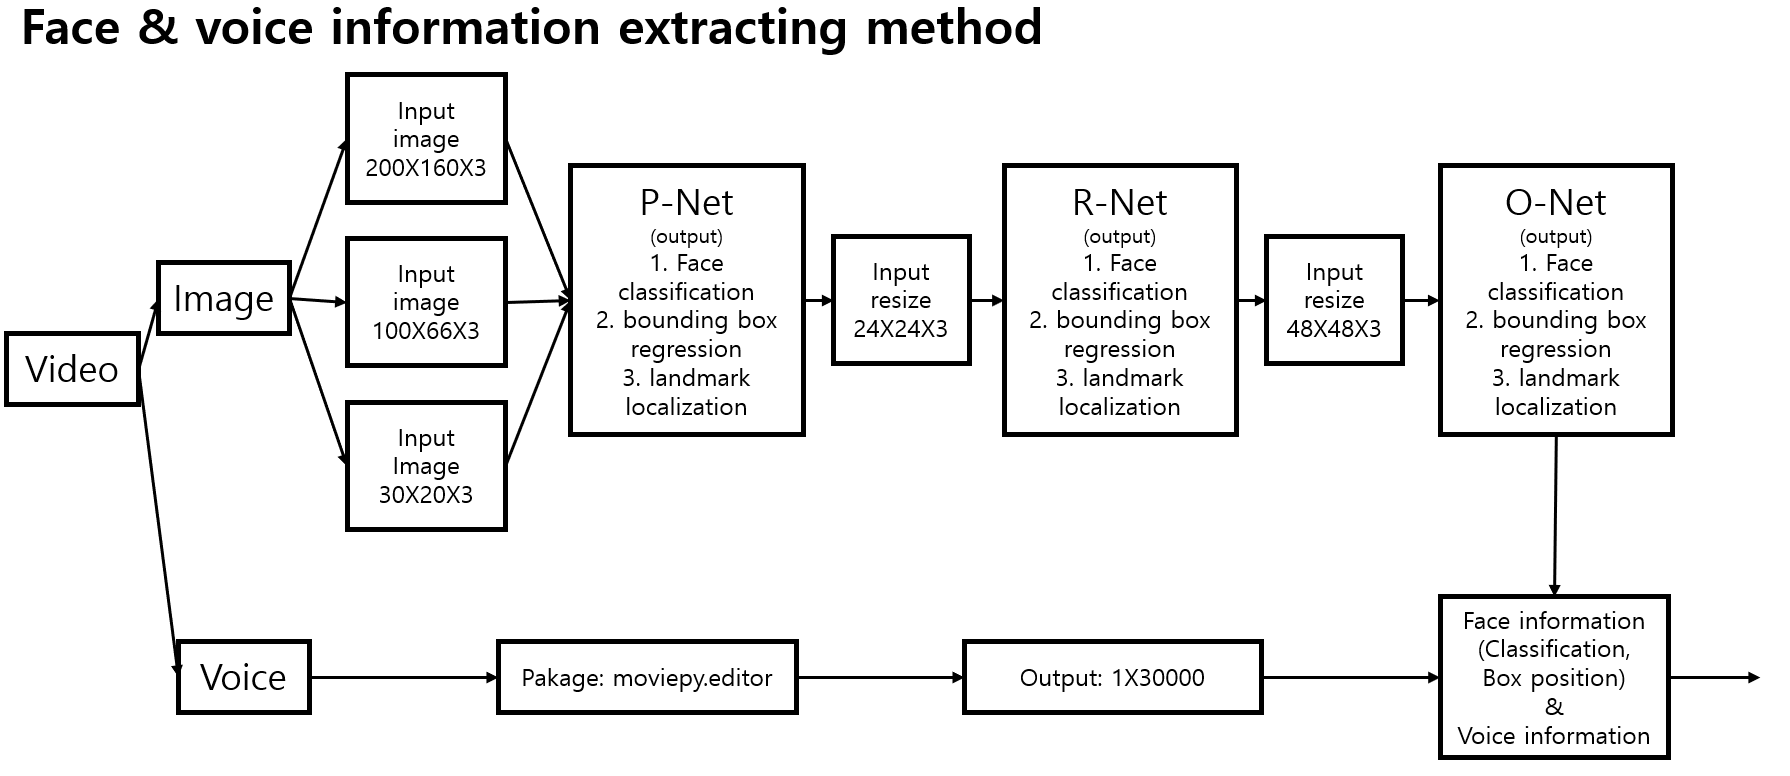 Face & voice information extracting method
Input
image
200X160X3
Input
image
100X66X3
Input
Image
30X20X3
Video
Image
P-Net
(output)
1. Face
classification
2. bounding box
regression
3. landmark
localization
Input
resize
24X24X3
R-Net
(output)
1. Face
classification
2. bounding box
regression
3. landmark
localization
Input
resize
48X48X3
O-Net
(output)
1. Face
classification
2. bounding box
regression
3. landmark
localization
Voice
Pakage: moviepy.editor
Output: 1X30000
Face information
(Classification,
Box position)
&
Voice information